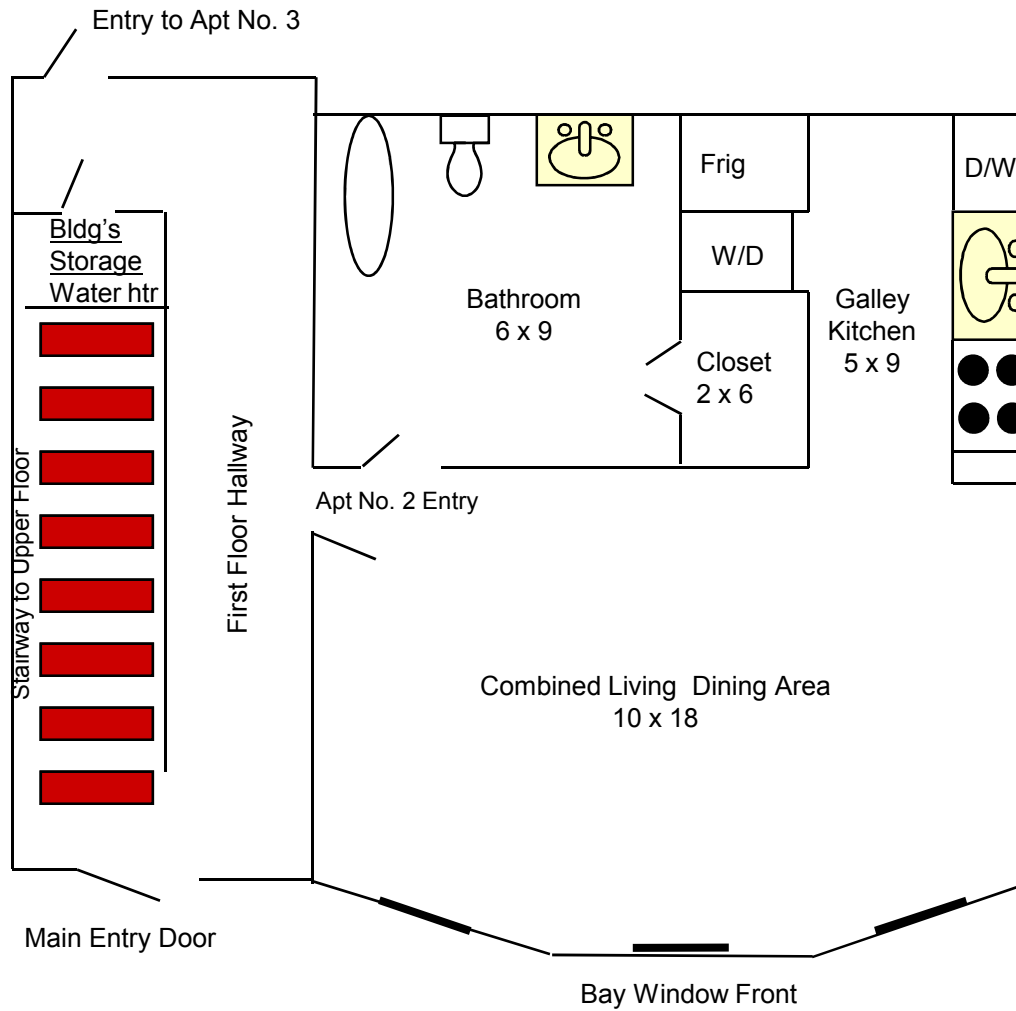 Entry to Apt No. 3
Frig
D/W
Bldg's
Storage
Water htr
W/D
Bathroom
6 x 9
Galley
Kitchen
5 x 9
Closet
2 x 6
Stairway to Upper Floor
First Floor Hallway
Apt No. 2 Entry
Combined Living  Dining Area
10 x 18
Main Entry Door
Bay Window Front